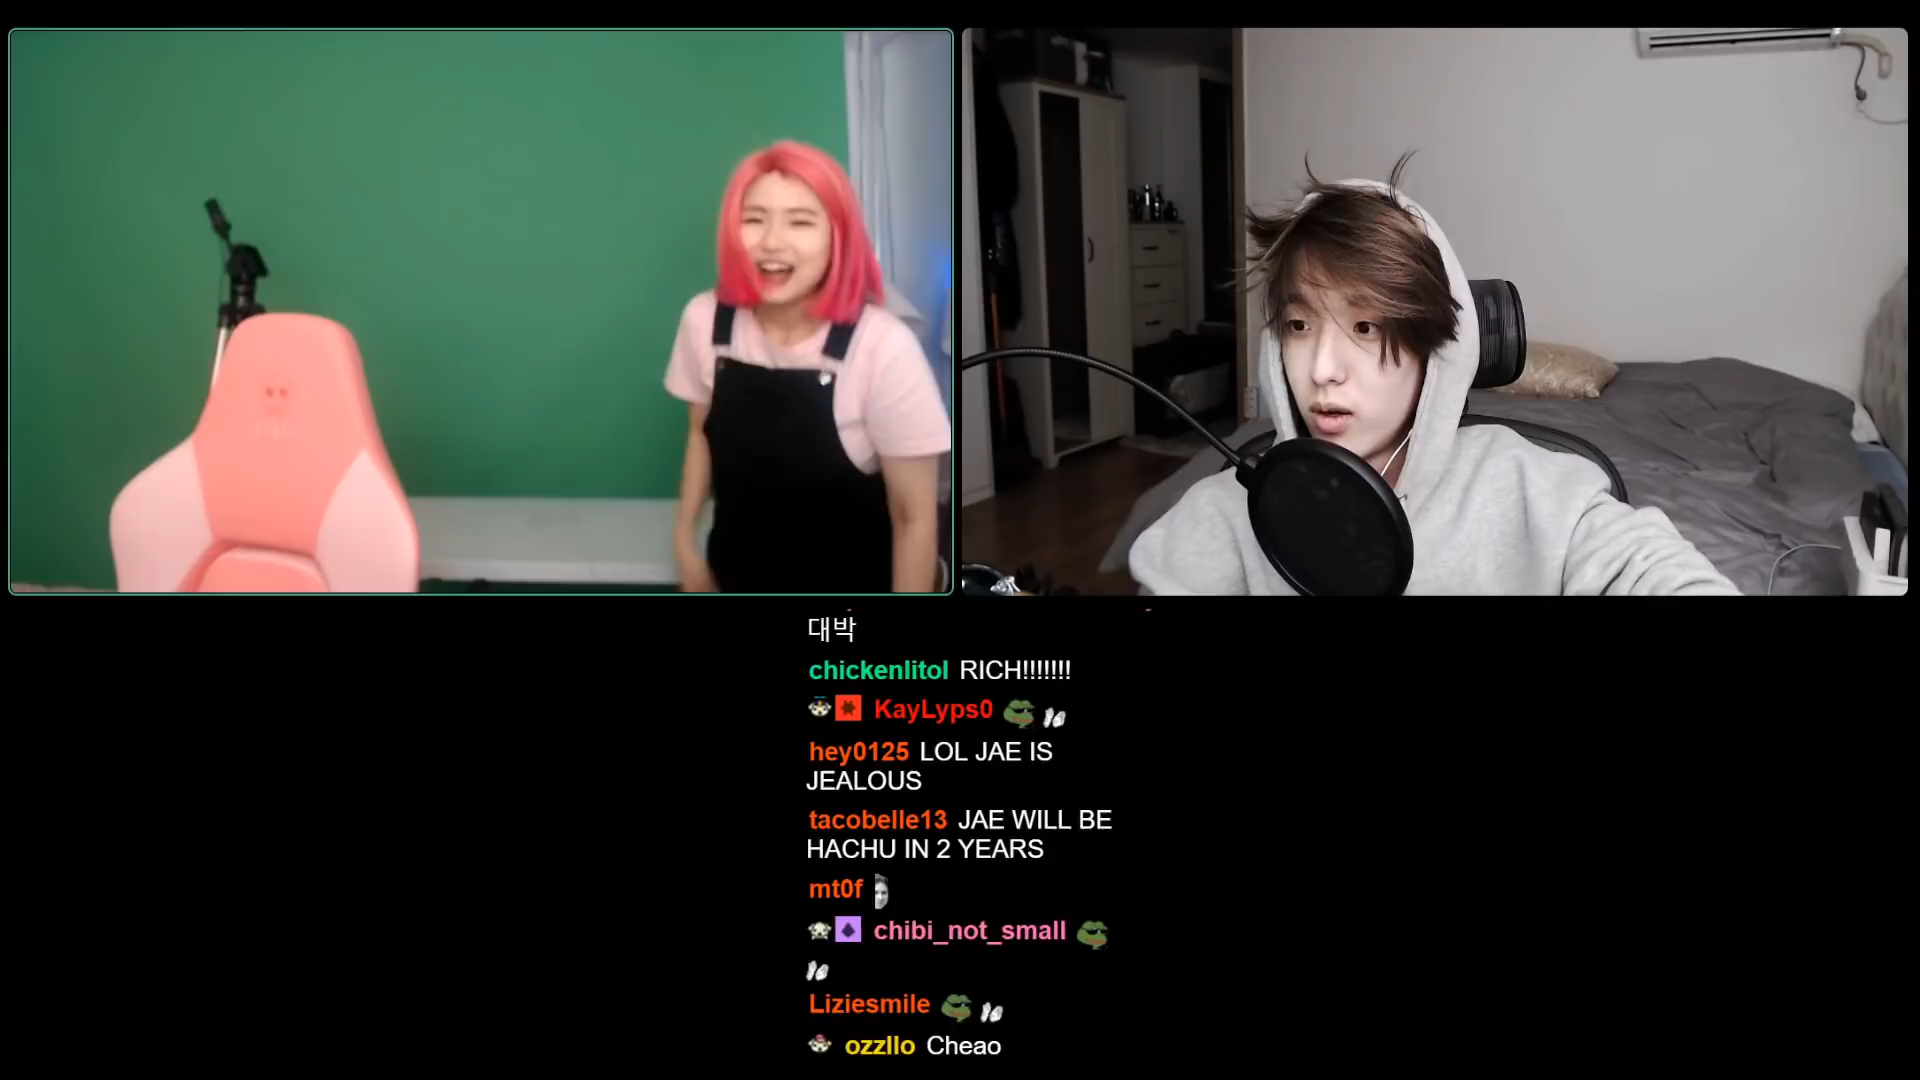 대박
chickenlitol RICH!!!!!!!
KayLyps0
hey0125 LOL JAE IS
JEALOUS
tacobelle13 JAE WILL BE
HACHU IN 2 YEARS
mt0f
chibi_not_small
Liziesmile
ozzllo Cheao